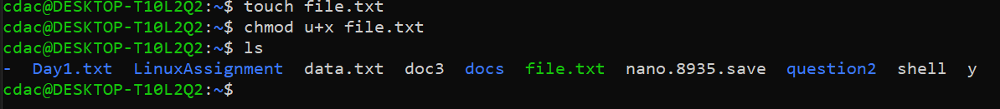 cdac@DESKTOP-T10L2Q2:~$ touch file.txt
cdac@DESKTOP-T10L2Q2:~$ chmod u+x file.txt
cdac@DESKTOP-T10L2Q2:~$ ls
-  Day1.txt  LinuxAssignment  data.txt  doc3  docs  file.txt  nano.8935.save  question2  shell  y
cdac@DESKTOP-T10L2Q2:~$